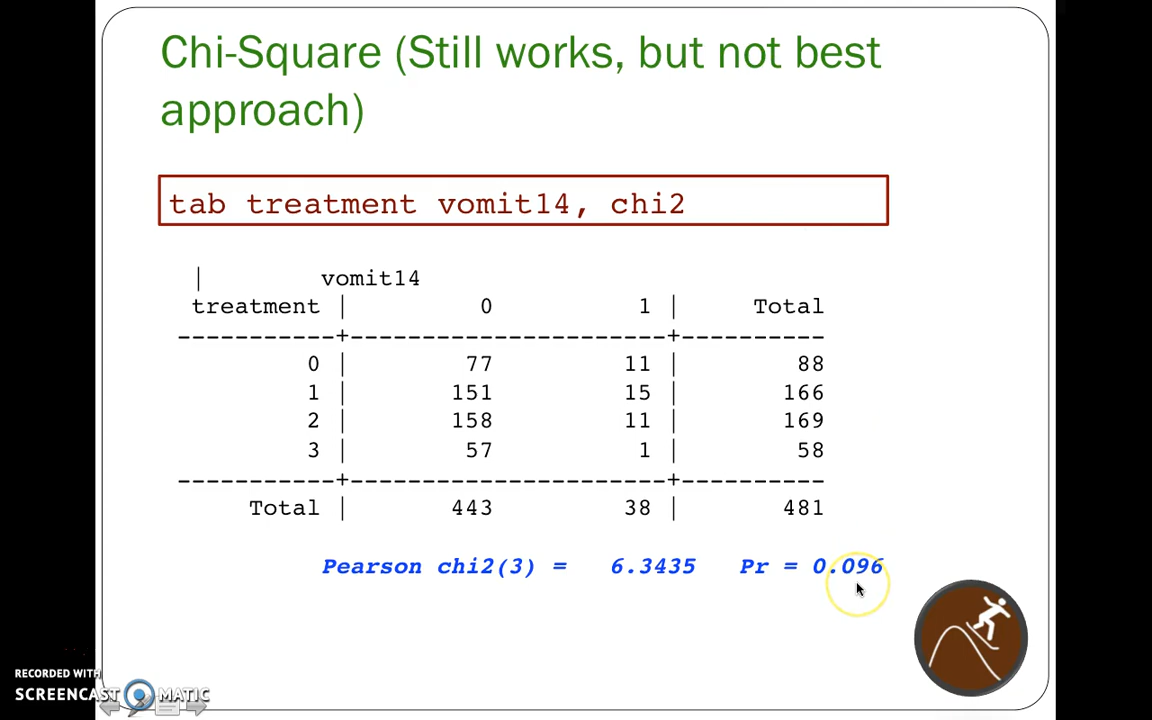 Chi-Square (Still works, but not best
approach)
tab treatment vomit14, chi2
|        vomit14
treatment |         0          1 |     Total
-----------+----------------------+----------
0 |        77         11 |        88
1 |       151         15 |       166
2 |       158         11 |       169
3 |        57          1 |        58
-----------+----------------------+----------
Total |       443         38 |       481
Pearson chi2(3) =   6.3435   Pr = 0.096
RECORDED WITH
SCREENCAST MATIC